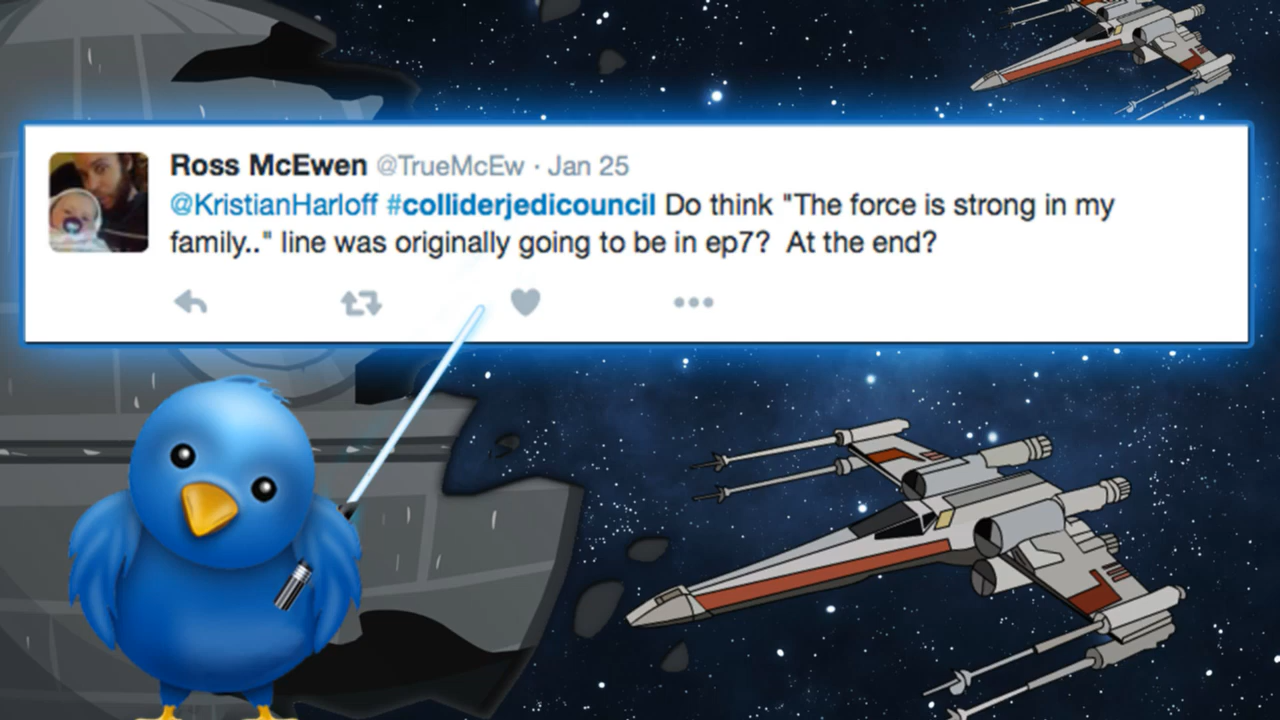 Ross McEwen @TrueMcEw · Jan 25
@KristianHarloff #colliderjedicouncil Do think "The force is strong in my
family.." line was originally going to be in ep7?  At the end?